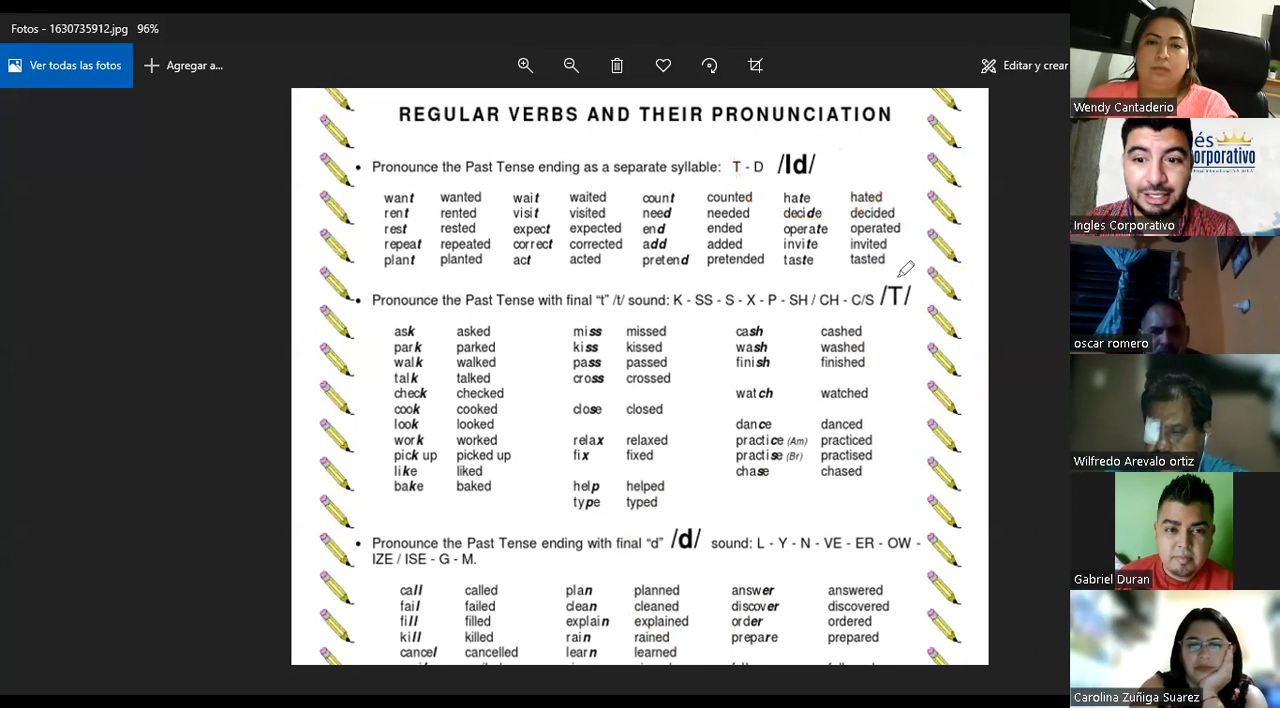 Fotos - 1630735912.jpg 96%
Ver todas las fotos
Agregar a...
Editar y crear
REGULAR VERBS AND THEIR PRONUNCIATION
• Pronounce the Past Tense ending as a separate syllable: T - D /Id/
want wanted wait waited count counted hate hated
rent rented visit visited need needed decide decided
rest rested expect expected end ended operate operated
repeat repeated correct corrected add added invite invited
plant planted act acted pretend pretended taste tasted
• Pronounce the Past Tense with final “t” /t/ sound: K - SS - S - X - P - SH / CH - C/S /T/
ask asked miss missed cash cashed
park parked kiss kissed wash washed
walk walked pass passed finish finished
talk talked cross crossed
check checked watch watched
cook cooked close closed
look looked dance danced
work worked relax relaxed practice (Am) practiced
pick up picked up fix fixed practise (Br) practised
like liked chase chased
bake baked help helped
type typed
• Pronounce the Past Tense ending with final “d” /d/ sound: L - Y - N - VE - ER - OW -
IZE / ISE - G - M.
call called plan planned answer answered
fail failed clean cleaned discover discovered
fill filled explain explained order ordered
kill killed rain rained prepare prepared
cancel cancelled learn learned
Wendy Cantaderio
és
orporativo
Ingles Corporativo
oscar romero
Wilfredo Arevalo ortiz
Gabriel Duran
Carolina Zuñiga Suarez